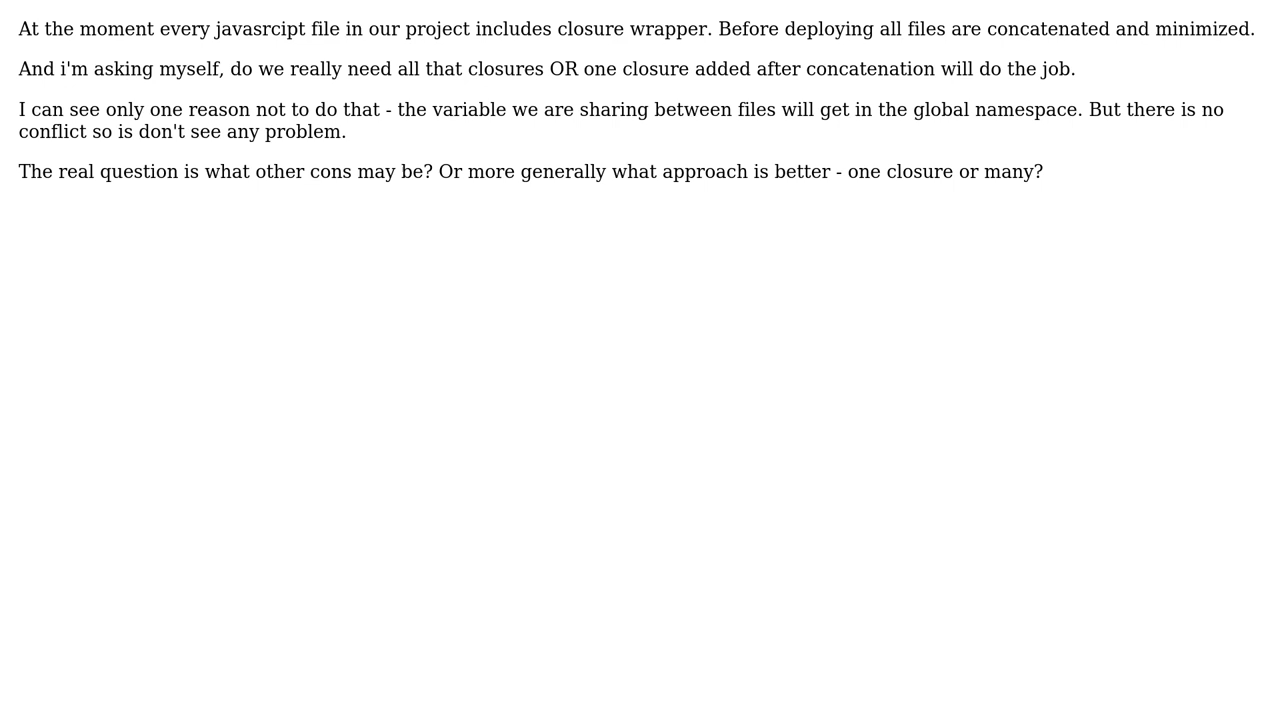 At the moment every javasrcipt file in our project includes closure wrapper. Before deploying all files are concatenated and minimized.
And i'm asking myself, do we really need all that closures OR one closure added after concatenation will do the job.
I can see only one reason not to do that - the variable we are sharing between files will get in the global namespace. But there is no
conflict so is don't see any problem.
The real question is what other cons may be? Or more generally what approach is better - one closure or many?